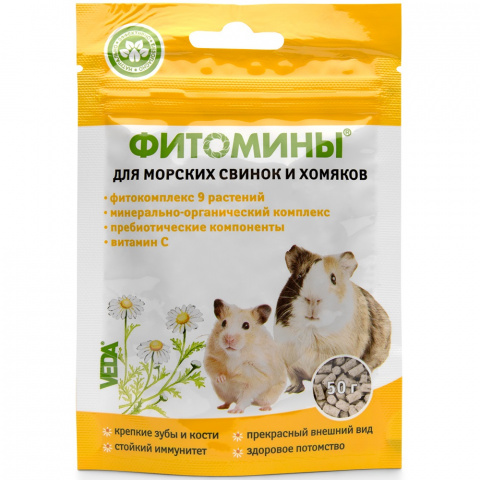 ФИТОМИНЫ®
ДЛЯ МОРСКИХ СВИНОК И ХОМЯКОВ
• фитокомплекс 9 растений
• минерально-органический комплекс
• пребиотические компоненты
• витамин С
VEDA®
50 г
• крепкие зубы и кости
• стойкий иммунитет
• прекрасный внешний вид
• здоровое потомство